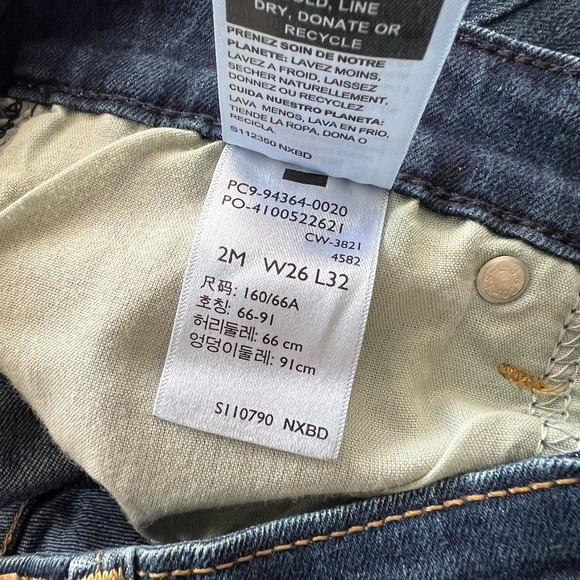 OLD, LINE
DRY, DONATE OR
RECYCLE
PRENEZ SOIN DE NOTRE
PLANETE: LAVEZ MOINS,
LAVEZ A FROID, LAISSEZ
SECHER NATURELLEMENT,
DONNEZ OU RECYCLEZ
CUIDA NUESTRO PLANETA:
LAVA MENOS, LAVA EN FRIO,
TIENDE LA ROPA, DONA O
RECICLA.
S112350 NXBD
PC9-94364-0020
PO-4100522621
CW-3821
4582
2M W26 L32
尺码: 160/66A
호칭: 66-91
허리둘레: 66 cm
엉덩이둘레: 91cm
S110790 NXBD